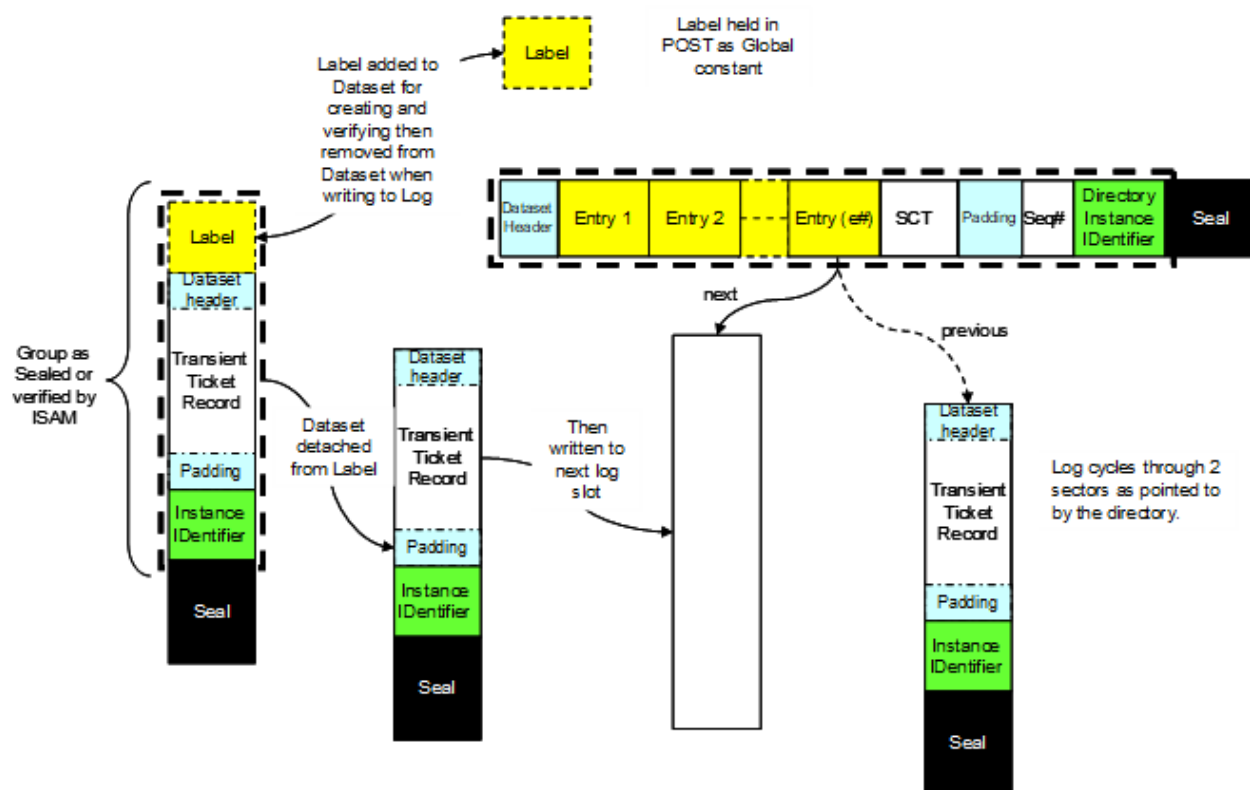 Label
Label held in
POST as Global
constant
Label added to
Dataset for
creating and
verifying then
removed from
Dataset when
writing to Log
Dataset
Header
Entry 1
Entry 2
Entry (e#)
SCT
Padding
Seq#
Directory
Instance
IDentifier
Seal
Label
Dataset
header
Transient
Ticket
Record
Padding
Instance
IDentifier
Seal
Group as
Sealed or
verified by
ISAM
Dataset
detached
from Label
Dataset
header
Transient
Ticket
Record
Padding
Instance
IDentifier
Seal
Then
written to
next log
slot
next
previous
Dataset
header
Transient
Ticket
Record
Padding
Instance
IDentifier
Seal
Log cycles through 2
sectors as pointed to
by the directory.